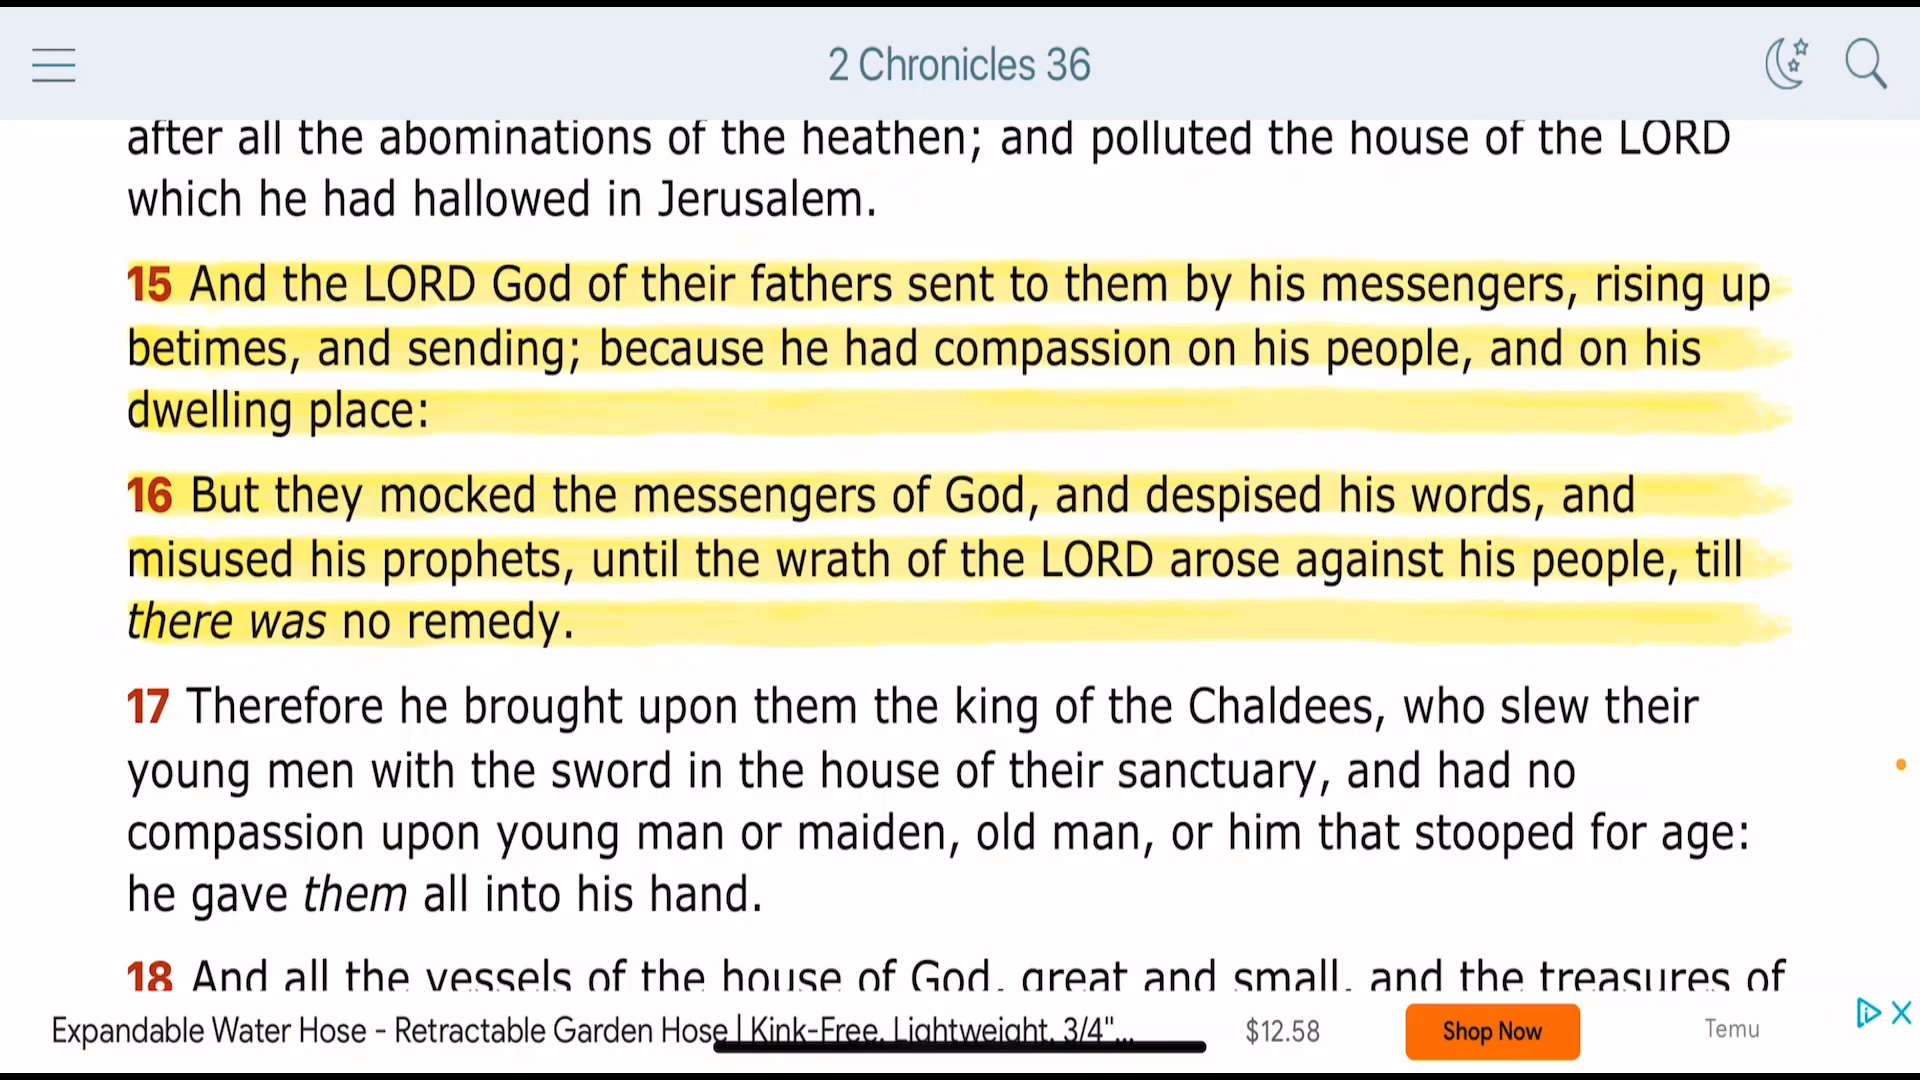 2 Chronicles 36
after all the abominations of the heathen; and polluted the house of the LORD
which he had hallowed in Jerusalem.
15 And the LORD God of their fathers sent to them by his messengers, rising up
betimes, and sending; because he had compassion on his people, and on his
dwelling place:
16 But they mocked the messengers of God, and despised his words, and
misused his prophets, until the wrath of the LORD arose against his people, till
there was no remedy.
17 Therefore he brought upon them the king of the Chaldees, who slew their
young men with the sword in the house of their sanctuary, and had no
compassion upon young man or maiden, old man, or him that stooped for age:
he gave them all into his hand.
18 And all the vessels of the house of God, great and small, and the treasures of
Expandable Water Hose - Retractable Garden Hose | Kink-Free, Lightweight, 3/4"... $12.58 Shop Now Temu